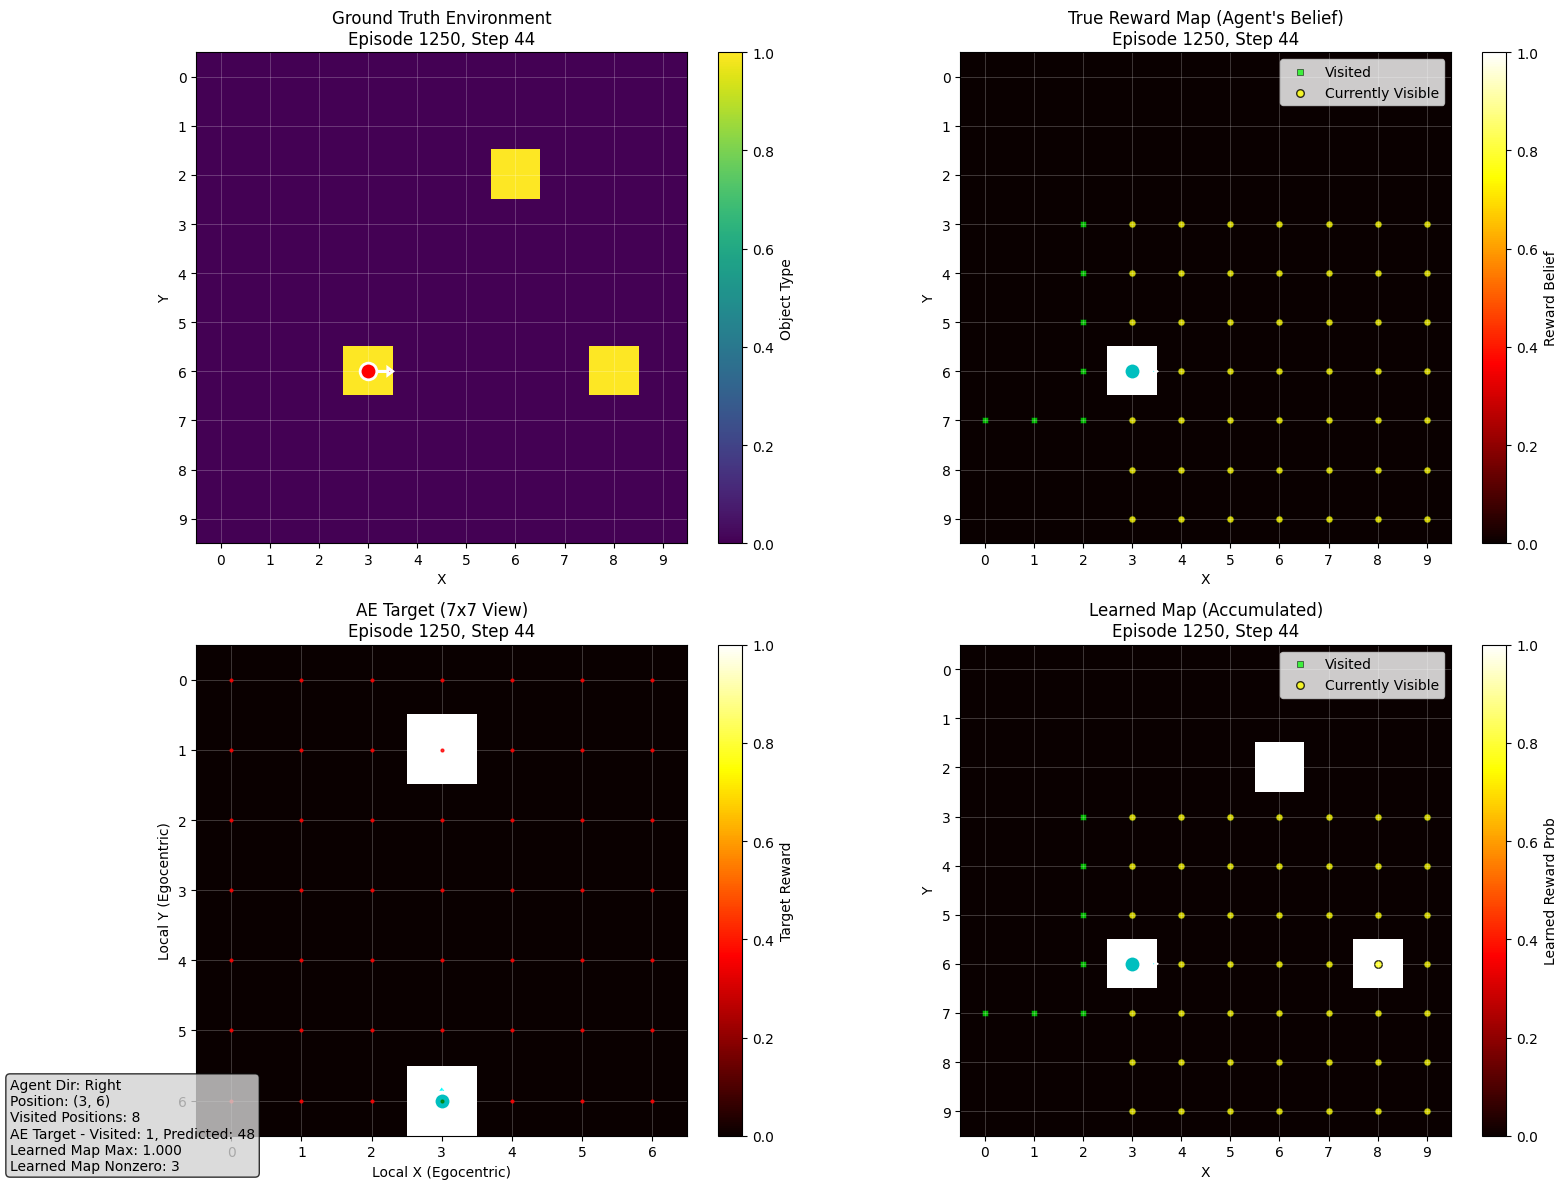 Ground Truth Environment
Episode 1250, Step 44
0
1
2
3
4
5
6
7
8
9
Y
0 1 2 3 4 5 6 7 8 9
X
1.0
0.8
0.6
0.4
0.2
0.0
Object Type
True Reward Map (Agent's Belief)
Episode 1250, Step 44
Visited
Currently Visible
0
1
2
3
4
5
6
7
8
9
Y
0 1 2 3 4 5 6 7 8 9
X
1.0
0.8
0.6
0.4
0.2
0.0
Reward Belief
AE Target (7x7 View)
Episode 1250, Step 44
0
1
2
3
4
5
6
Local Y (Egocentric)
0 1 2 3 4 5 6
Local X (Egocentric)
1.0
0.8
0.6
0.4
0.2
0.0
Target Reward
Learned Map (Accumulated)
Episode 1250, Step 44
Visited
Currently Visible
0
1
2
3
4
5
6
7
8
9
Y
0 1 2 3 4 5 6 7 8 9
X
1.0
0.8
0.6
0.4
0.2
0.0
Learned Reward Prob
Agent Dir: Right
Position: (3, 6)
Visited Positions: 8
AE Target - Visited: 1, Predicted: 48
Learned Map Max: 1.000
Learned Map Nonzero: 3